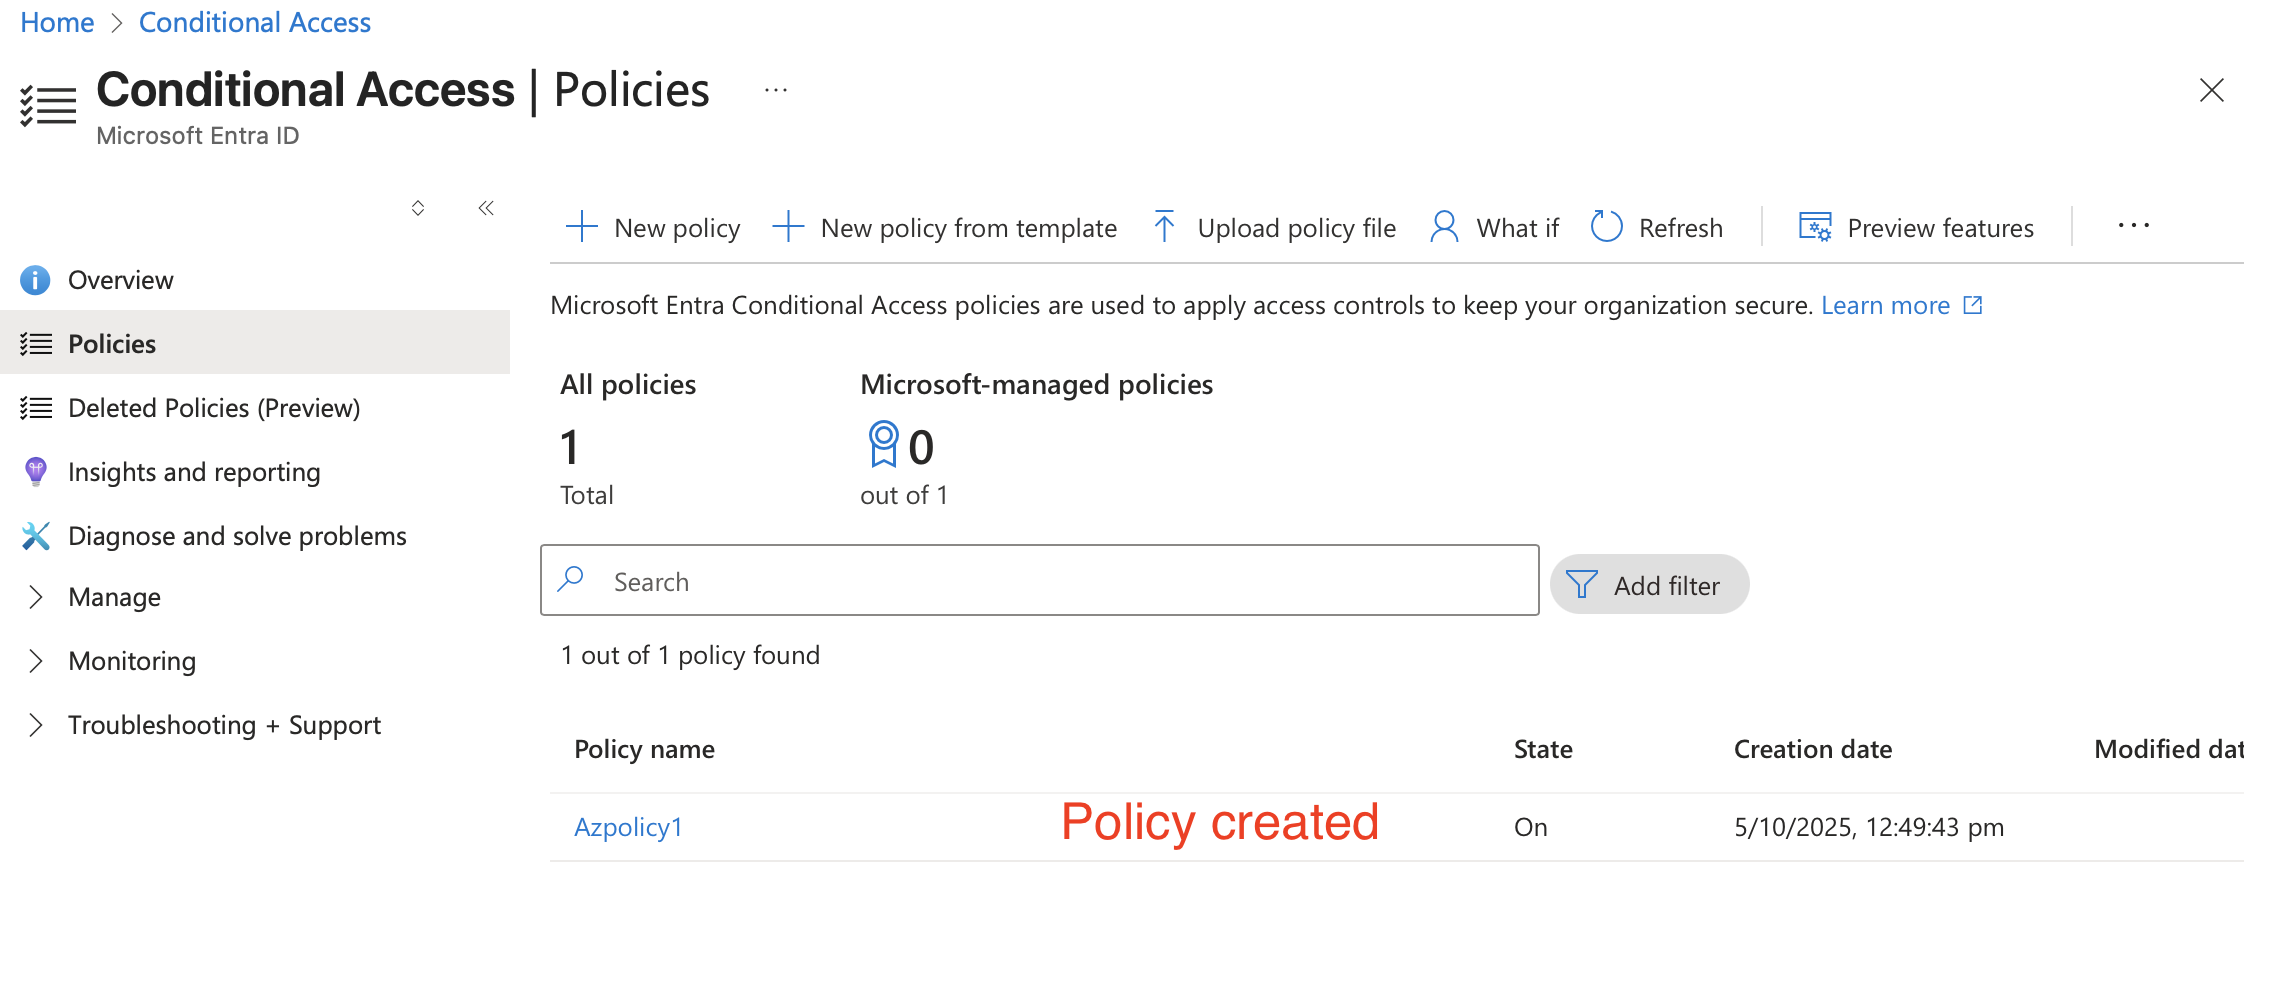 Home > Conditional Access
Conditional Access | Policies ...
Microsoft Entra ID
New policy New policy from template Upload policy file What if Refresh Preview features ...
Overview
Policies
Deleted Policies (Preview)
Insights and reporting
Diagnose and solve problems
Manage
Monitoring
Troubleshooting + Support
Microsoft Entra Conditional Access policies are used to apply access controls to keep your organization secure. Learn more
All policies Microsoft-managed policies
1 0
Total out of 1
Search Add filter
1 out of 1 policy found
Policy name State Creation date Modified dat
Azpolicy1 Policy created On 5/10/2025, 12:49:43 pm